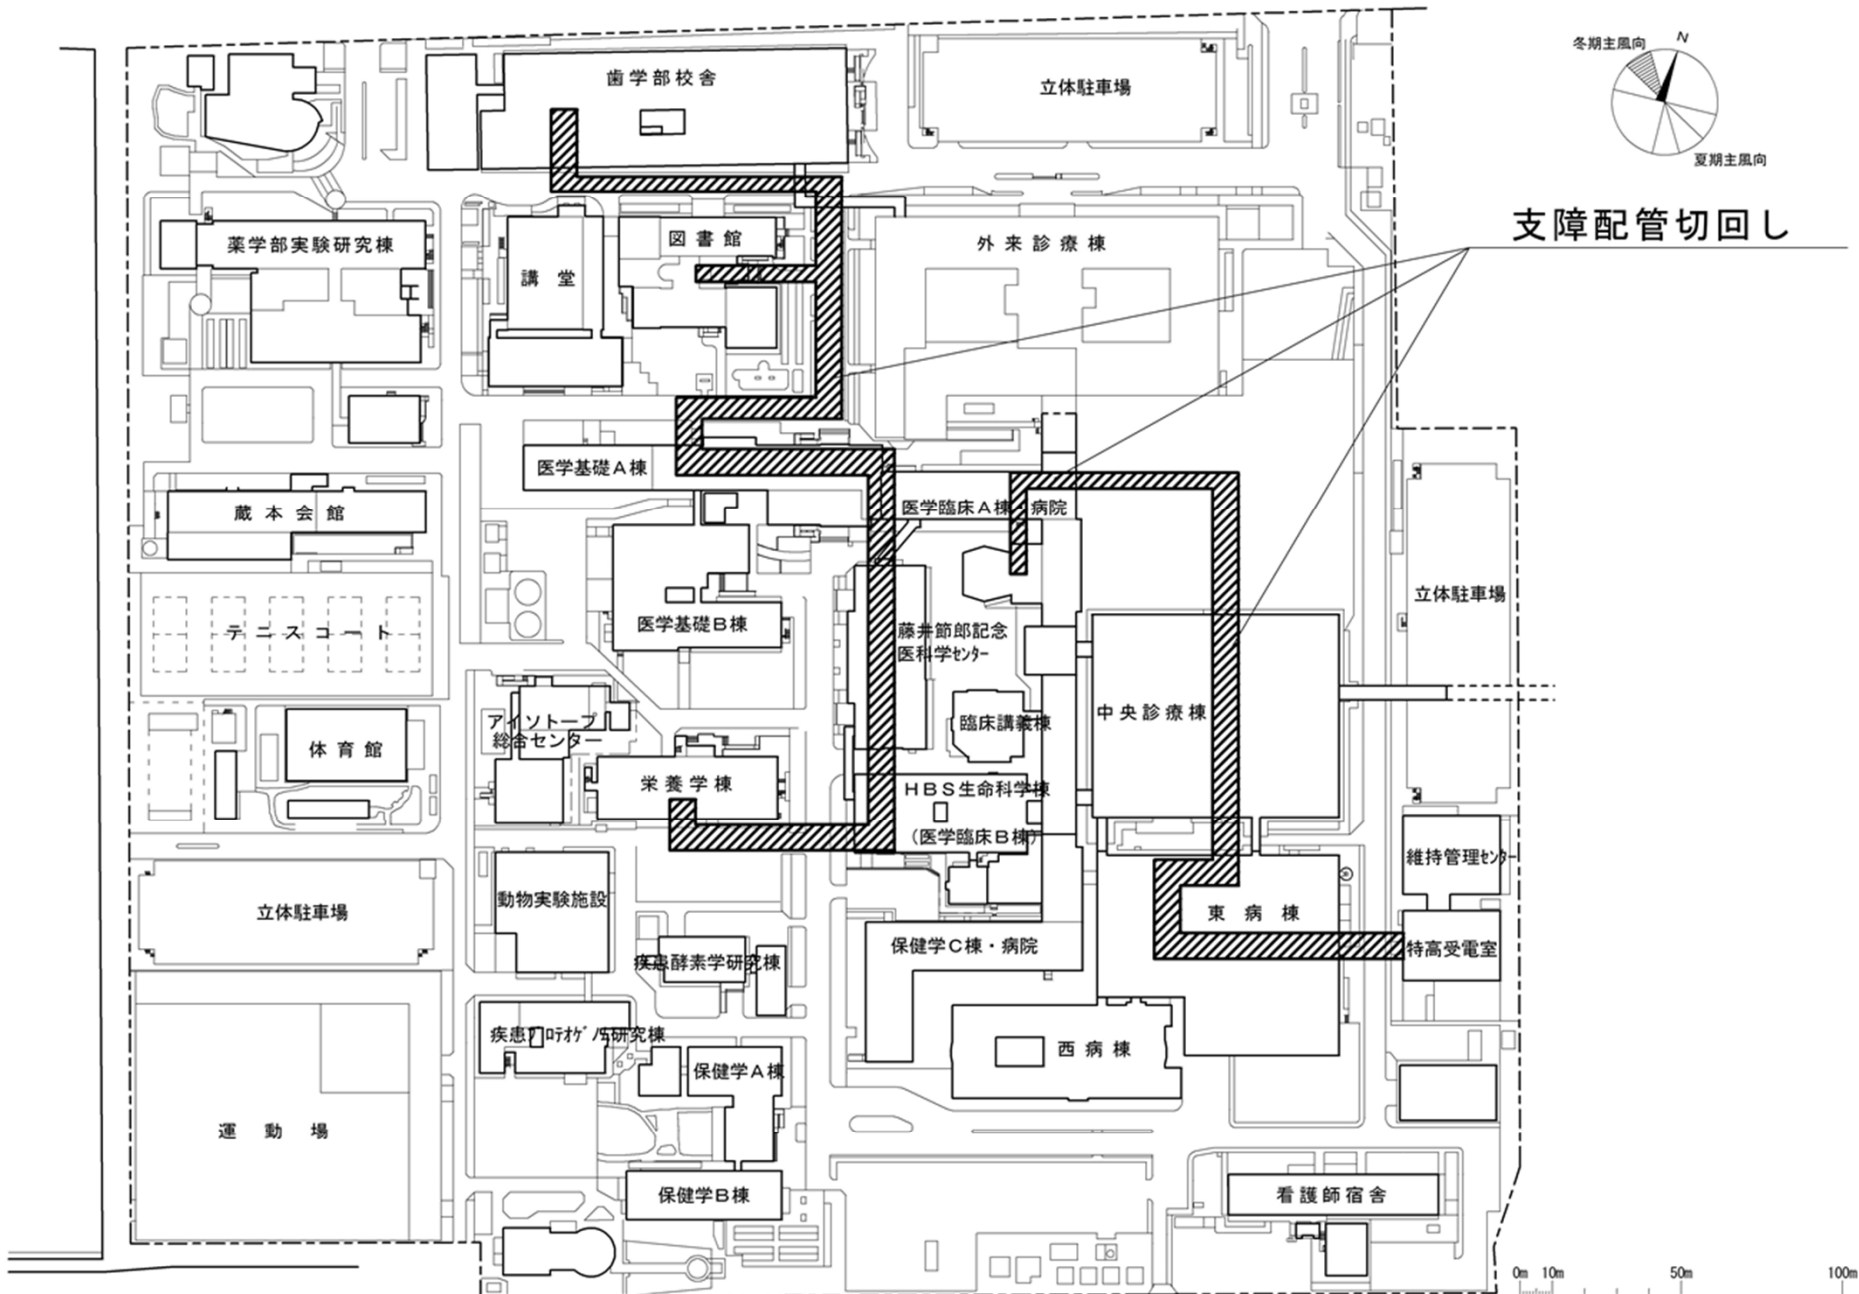 冬期主風向
N
夏期主風向
支障配管切回し
歯学部校舎
立体駐車場
薬学部実験研究棟
講堂
図書館
外来診療棟
医学基礎A棟
医学臨床A棟・病院
蔵本会館
テニスコート
医学基礎B棟
藤井節郎記念
医科学センター
立体駐車場
アイソトープ
総合センター
体育館
栄養学棟
臨床講義棟
中央診療棟
HBS生命科学棟
(医学臨床B棟)
維持管理センター
立体駐車場
動物実験施設
東病棟
特高受電室
疾患酵素学研究棟
保健学C棟・病院
疾患プロテオゲノム研究棟
保健学A棟
西病棟
運動場
保健学B棟
看護師宿舎
0m 10m 50m 100m